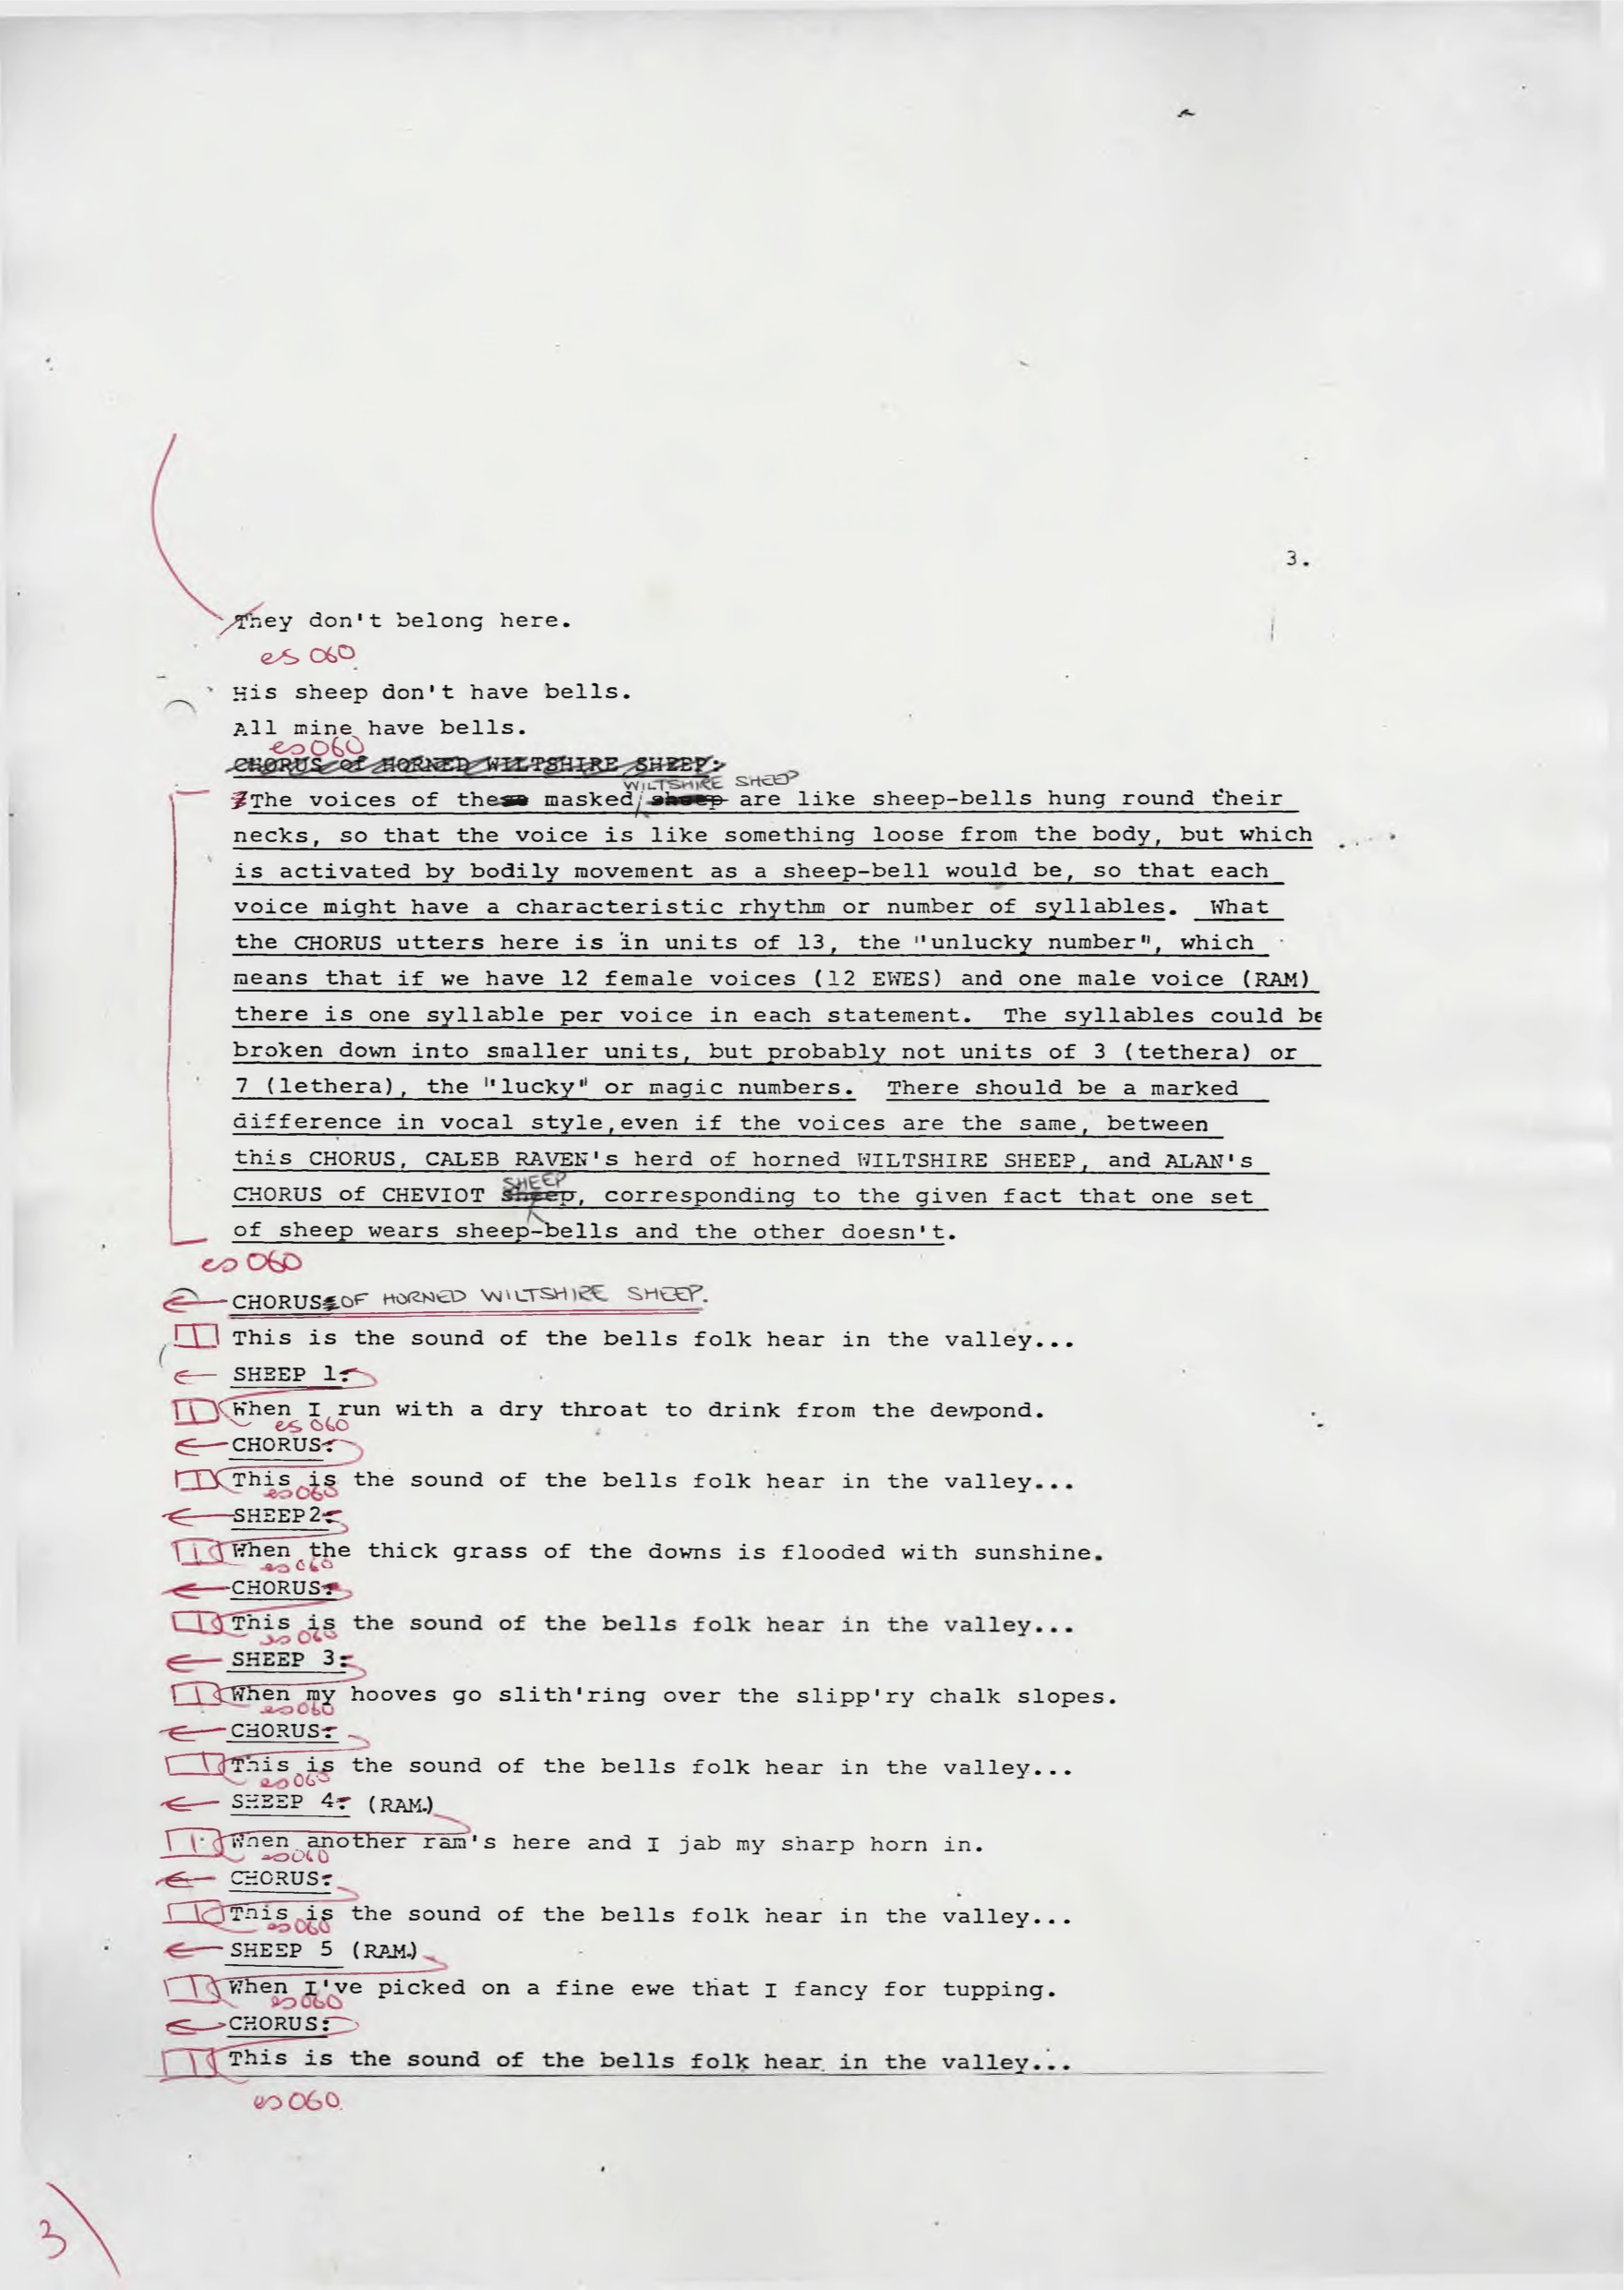 3.
They don't belong here.
es 060
His sheep don't have bells.
All mine have bells.
es 060
CHORUS of HORNED WILTSHIRE SHEEP:
WILTSHIRE SHEEP
The voices of these masked sheep are like sheep-bells hung round their
necks, so that the voice is like something loose from the body, but which
is activated by bodily movement as a sheep-bell would be, so that each
voice might have a characteristic rhythm or number of syllables. What
the CHORUS utters here is in units of 13, the "unlucky number", which
means that if we have 12 female voices (12 EWES) and one male voice (RAM)
there is one syllable per voice in each statement. The syllables could be
broken down into smaller units, but probably not units of 3 (tethera) or
7 (lethera), the "lucky" or magic numbers. There should be a marked
difference in vocal style,even if the voices are the same, between
this CHORUS, CALEB RAVEN's herd of horned WILTSHIRE SHEEP, and ALAN's
SHEEP
CHORUS of CHEVIOT sheep, corresponding to the given fact that one set
of sheep wears sheep-bells and the other doesn't.
es 060
CHORUS: OF HORNED WILTSHIRE SHEEP.
This is the sound of the bells folk hear in the valley...
SHEEP 1:
When I run with a dry throat to drink from the dewpond.
es 060
CHORUS:
This is the sound of the bells folk hear in the valley...
es 060
SHEEP2:
When the thick grass of the downs is flooded with sunshine.
es 060
CHORUS:
This is the sound of the bells folk hear in the valley...
es 060
SHEEP 3:
When my hooves go slith'ring over the slipp'ry chalk slopes.
es 060
CHORUS:
This is the sound of the bells folk hear in the valley...
es 060
SHEEP 4: (RAM.)
When another ram's here and I jab my sharp horn in.
es 060
CHORUS:
This is the sound of the bells folk hear in the valley...
es 060
SHEEP 5 (RAM.)
When I've picked on a fine ewe that I fancy for tupping.
es 060
CHORUS:
This is the sound of the bells folk hear in the valley...
es 060.
3